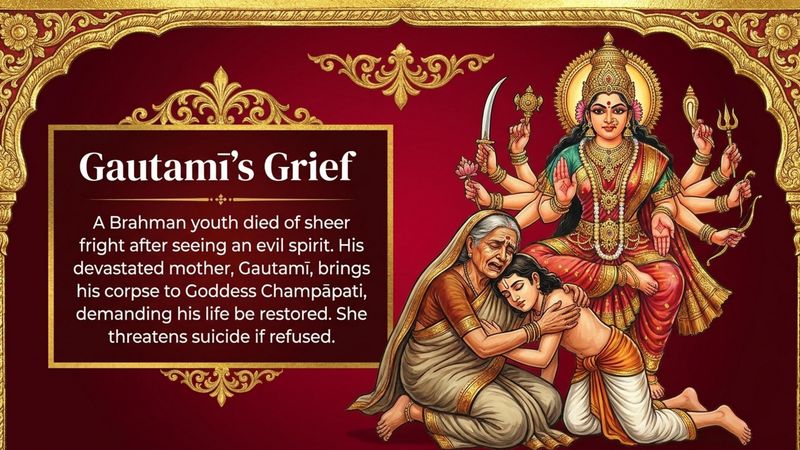 Gautamī's Grief
A Brahman youth died of sheer
fright after seeing an evil spirit. His
devastated mother, Gautamī, brings
his corpse to Goddess Champāpati,
demanding his life be restored. She
threatens suicide if refused.